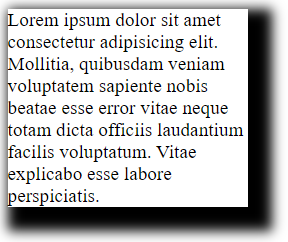 Lorem ipsum dolor sit amet
consectetur adipisicing elit.
Mollitia, quibusdam veniam
voluptatem sapiente nobis
beatae esse error vitae neque
totam dicta officiis laudantium
facilis voluptatum. Vitae
explicabo esse labore
perspiciatis.